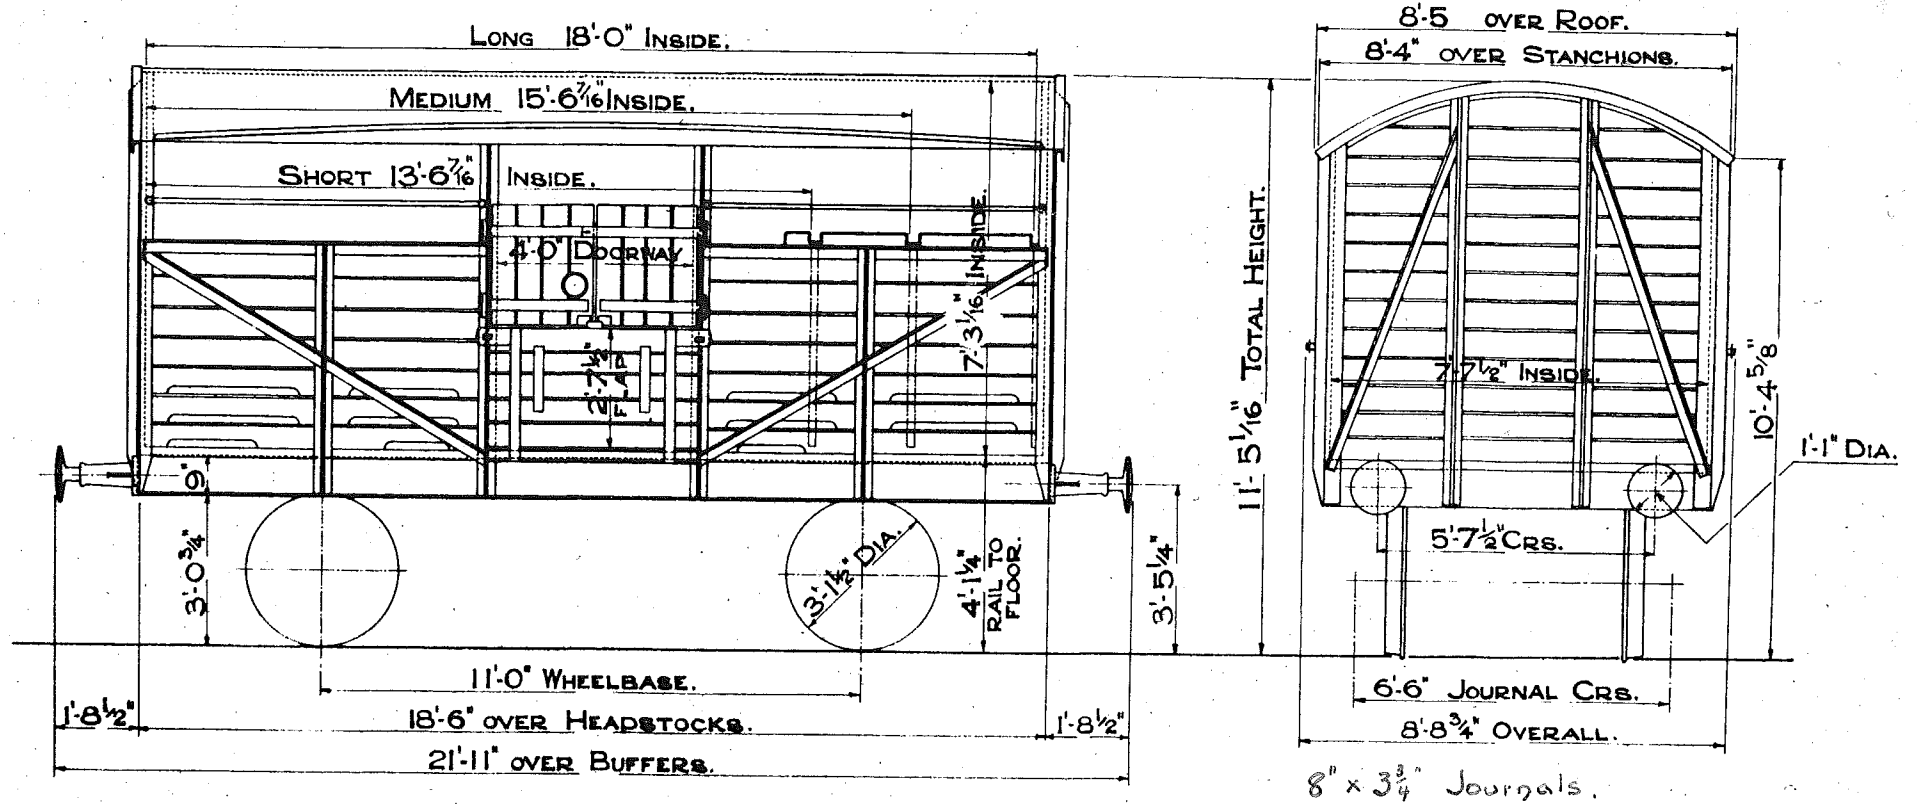 LONG 18'-0" INSIDE.
MEDIUM 15'-6 7/16" INSIDE.
SHORT 13'-6 7/16" INSIDE.
4'-0" DOORWAY
7'-3 1/16" INSIDE.
2'-7 1/2"
FLAP
9"
3'-0 3/4"
3'-1 1/2" DIA.
4'-1 1/4"
RAIL TO
FLOOR.
3'-5 1/4"
11'-0" WHEELBASE.
1'-8 1/2"
18'-6" OVER HEADSTOCKS.
1'-8 1/2"
21'-11" OVER BUFFERS.
8'-5 OVER ROOF.
8'-4" OVER STANCHIONS.
11'-5 1/16" TOTAL HEIGHT.
7'-7 1/2" INSIDE.
10'-4 5/8"
1'-1" DIA.
5'-7 1/2" CRS.
6'-6" JOURNAL CRS.
8'-8 3/4" OVERALL.
8" x 3 3/4" Journals.